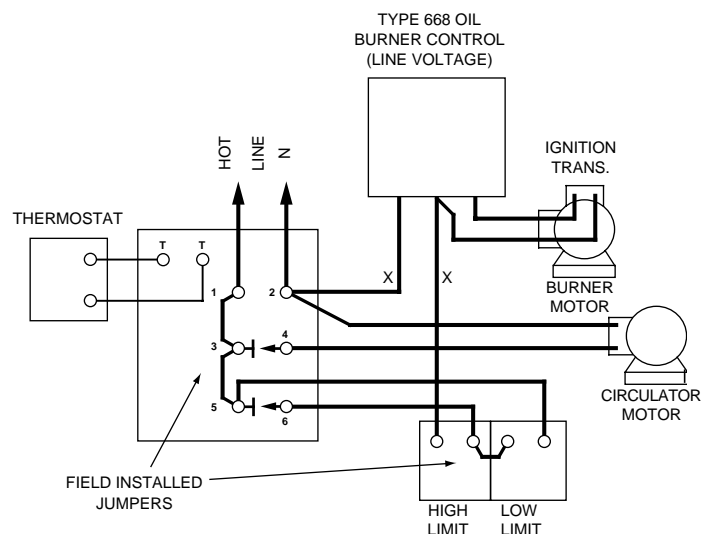 TYPE 668 OIL
BURNER CONTROL
(LINE VOLTAGE)
HOT
LINE
N
IGNITION
TRANS.
THERMOSTAT
T
T
X
X
BURNER
MOTOR
1
2
3
4
5
6
CIRCULATOR
MOTOR
FIELD INSTALLED
JUMPERS
HIGH
LIMIT
LOW
LIMIT